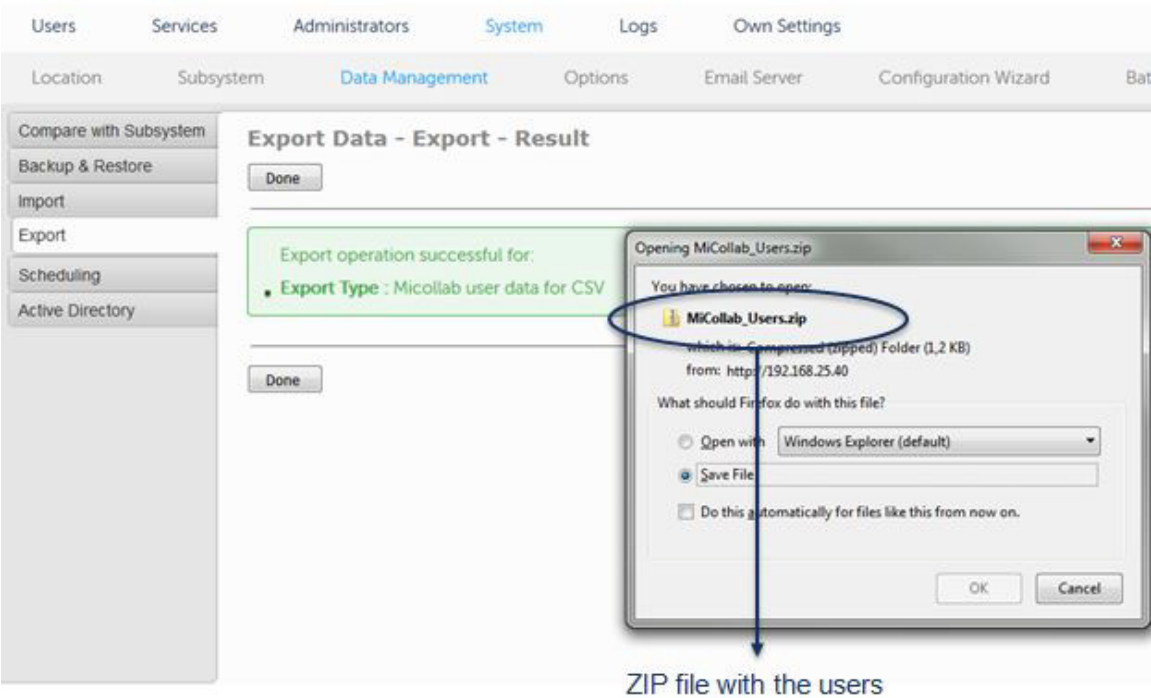 Users Services Administrators System Logs Own Settings
Location Subsystem Data Management Options Email Server Configuration Wizard Bat
Compare with Subsystem
Backup & Restore
Import
Export
Scheduling
Active Directory
Export Data - Export - Result
Done
Export operation successful for:
• Export Type : Micollab user data for CSV
Done
Opening MiCollab_Users.zip
You have chosen to open:
MiCollab_Users.zip
which is: Compressed (zipped) Folder (1,2 KB)
from: http://192.168.25.40
What should Firefox do with this file?
Open with Windows Explorer (default)
Save File
Do this automatically for files like this from now on.
OK Cancel
ZIP file with the users